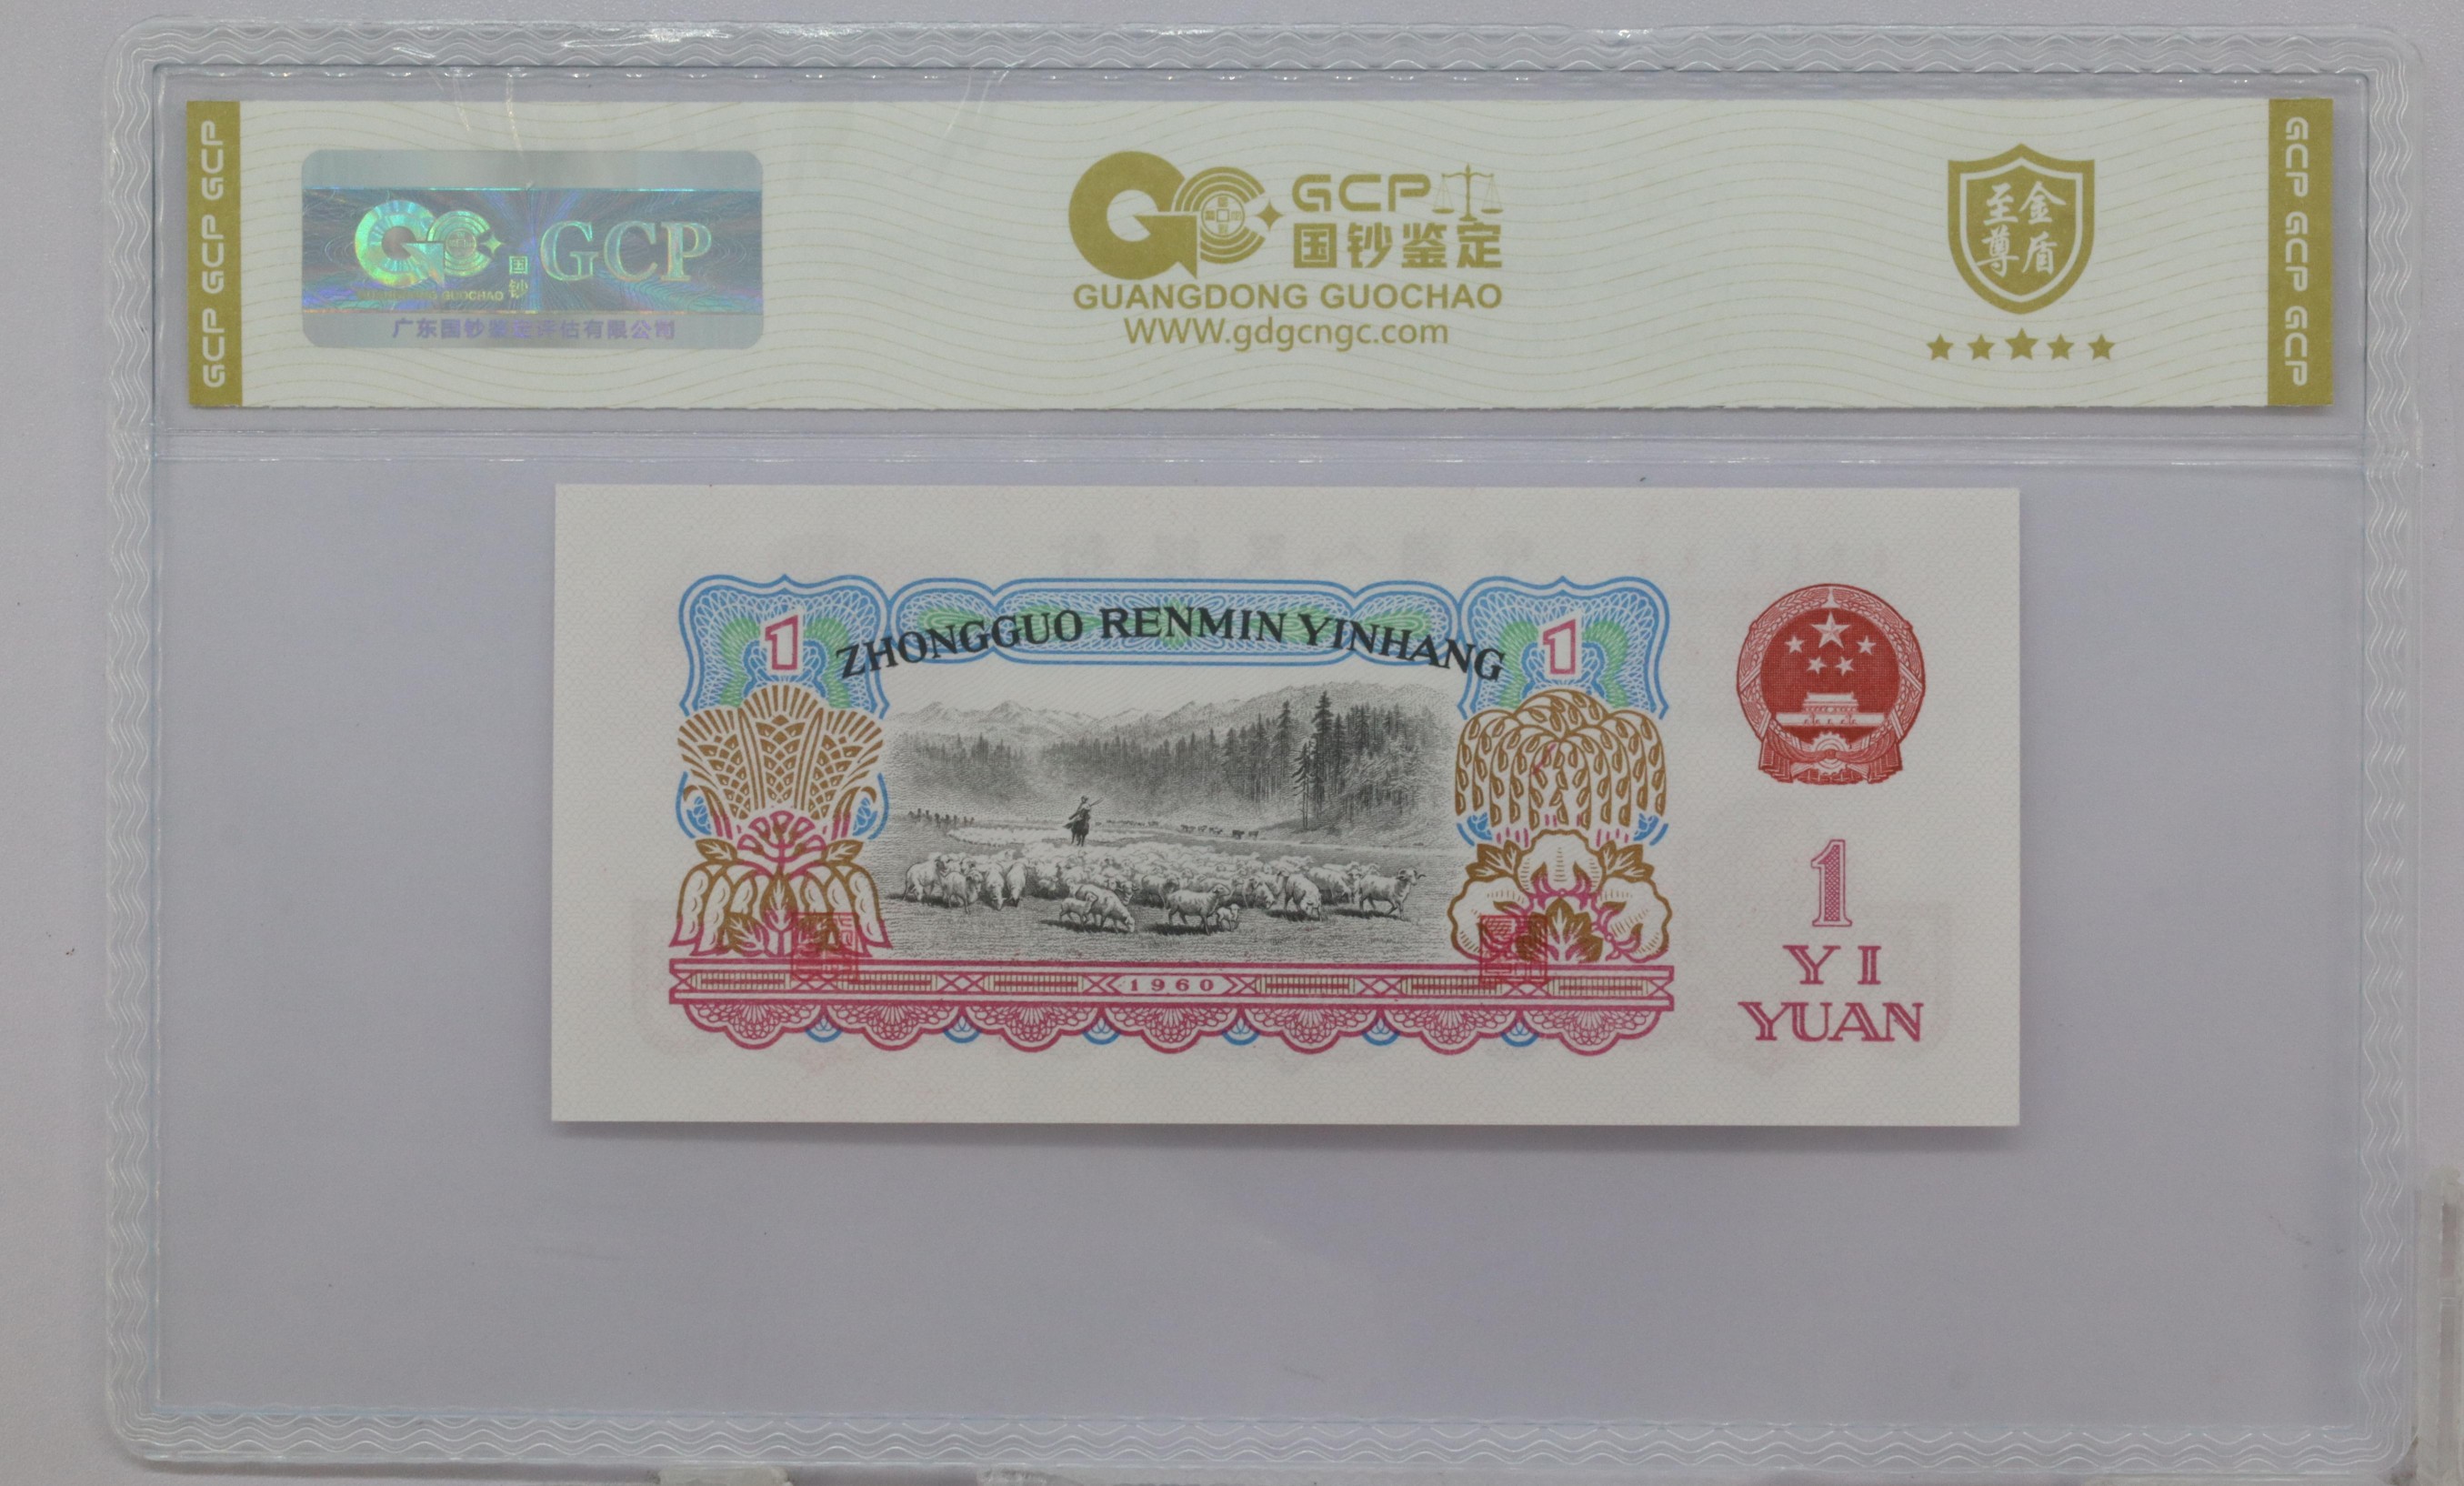 GCP GCP GCP
GCP
国钞
GUANGDONG GUOCHAO
广东国钞鉴定评估有限公司
GCP
国钞鉴定
GUANGDONG GUOCHAO
WWW.gdgcngc.com
至尊金盾
GCP GCP GCP
1
ZHONGGUO RENMIN YINHANG
1
1960
1
YI
YUAN